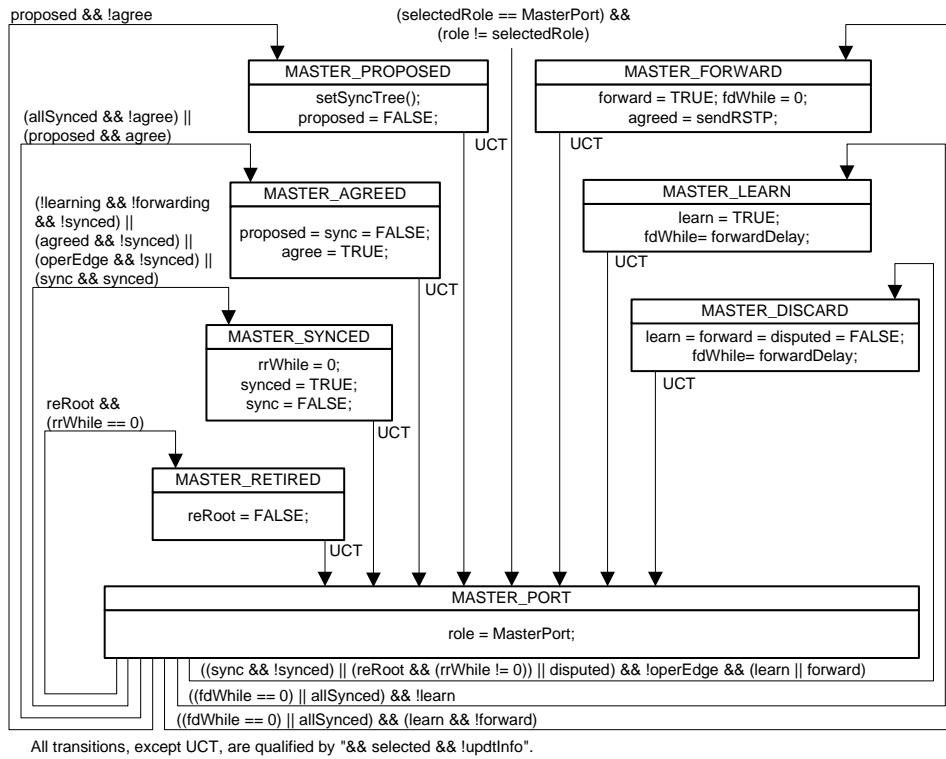 proposed && !agree
(selectedRole == MasterPort) &&
(role != selectedRole)
MASTER_PROPOSED
setSyncTree();
proposed = FALSE;
UCT
MASTER_FORWARD
forward = TRUE; fdWhile = 0;
agreed = sendRSTP;
UCT
(allSynced && !agree) ||
(proposed && agree)
MASTER_AGREED
proposed = sync = FALSE;
agree = TRUE;
UCT
MASTER_LEARN
learn = TRUE;
fdWhile= forwardDelay;
UCT
(!learning && !forwarding
&& !synced) ||
(agreed && !synced) ||
(operEdge && !synced) ||
(sync && synced)
MASTER_SYNCED
rrWhile = 0;
synced = TRUE;
sync = FALSE;
UCT
MASTER_DISCARD
learn = forward = disputed = FALSE;
fdWhile= forwardDelay;
UCT
reRoot &&
(rrWhile == 0)
MASTER_RETIRED
reRoot = FALSE;
UCT
MASTER_PORT
role = MasterPort;
((sync && !synced) || (reRoot && (rrWhile != 0)) || disputed) && !operEdge && (learn || forward)
((fdWhile == 0) || allSynced) && !learn
((fdWhile == 0) || allSynced) && (learn && !forward)
All transitions, except UCT, are qualified by "&& selected && !updtInfo".